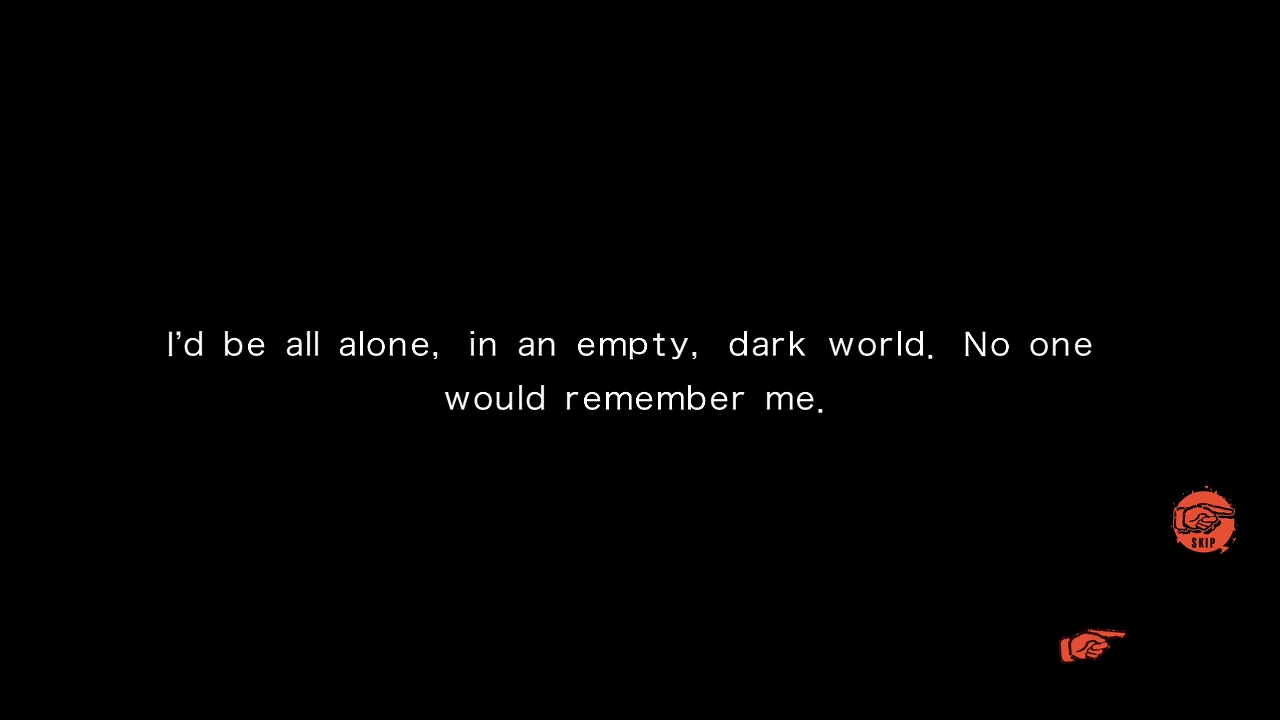 I'd be all alone, in an empty, dark world. No one
would remember me.
SKIP